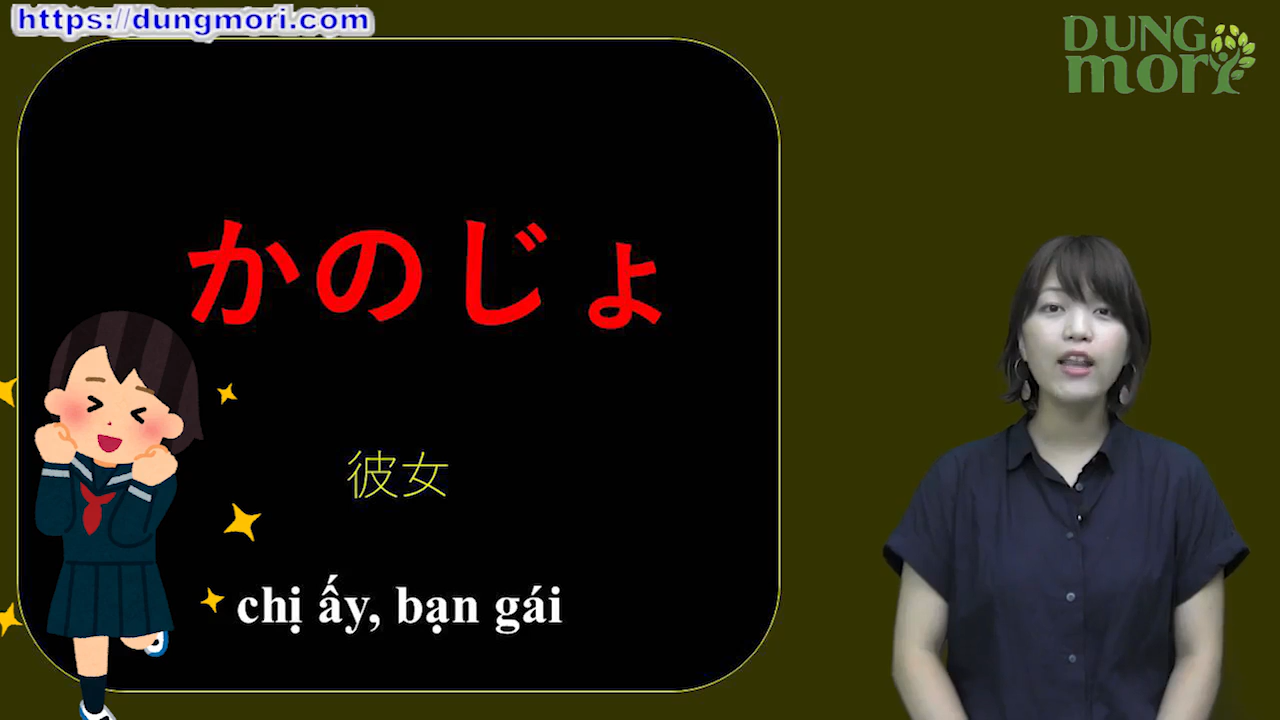 https://dungmori.com
DUNG
mori
かのじょ
彼女
chị ấy, bạn gái